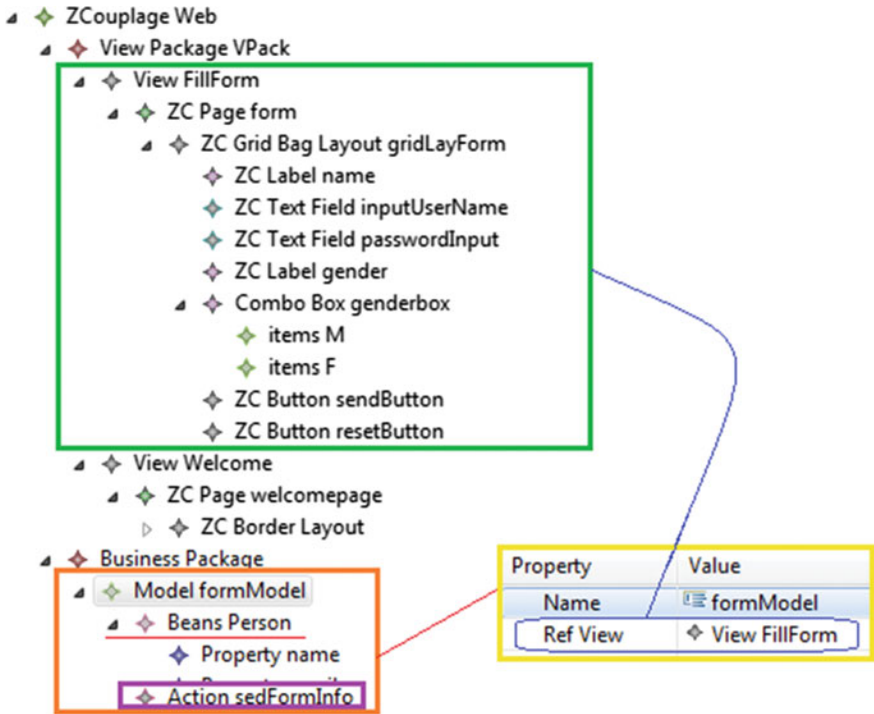 ZCouplage Web
View Package VPack
View FillForm
ZC Page form
ZC Grid Bag Layout gridLayForm
ZC Label name
ZC Text Field inputUserName
ZC Text Field passwordInput
ZC Label gender
Combo Box genderbox
items M
items F
ZC Button sendButton
ZC Button resetButton
View Welcome
ZC Page welcomepage
ZC Border Layout
Business Package
Model formModel
Beans Person
Property name
Action sedFormInfo
Property Value
Name formModel
Ref View View FillForm